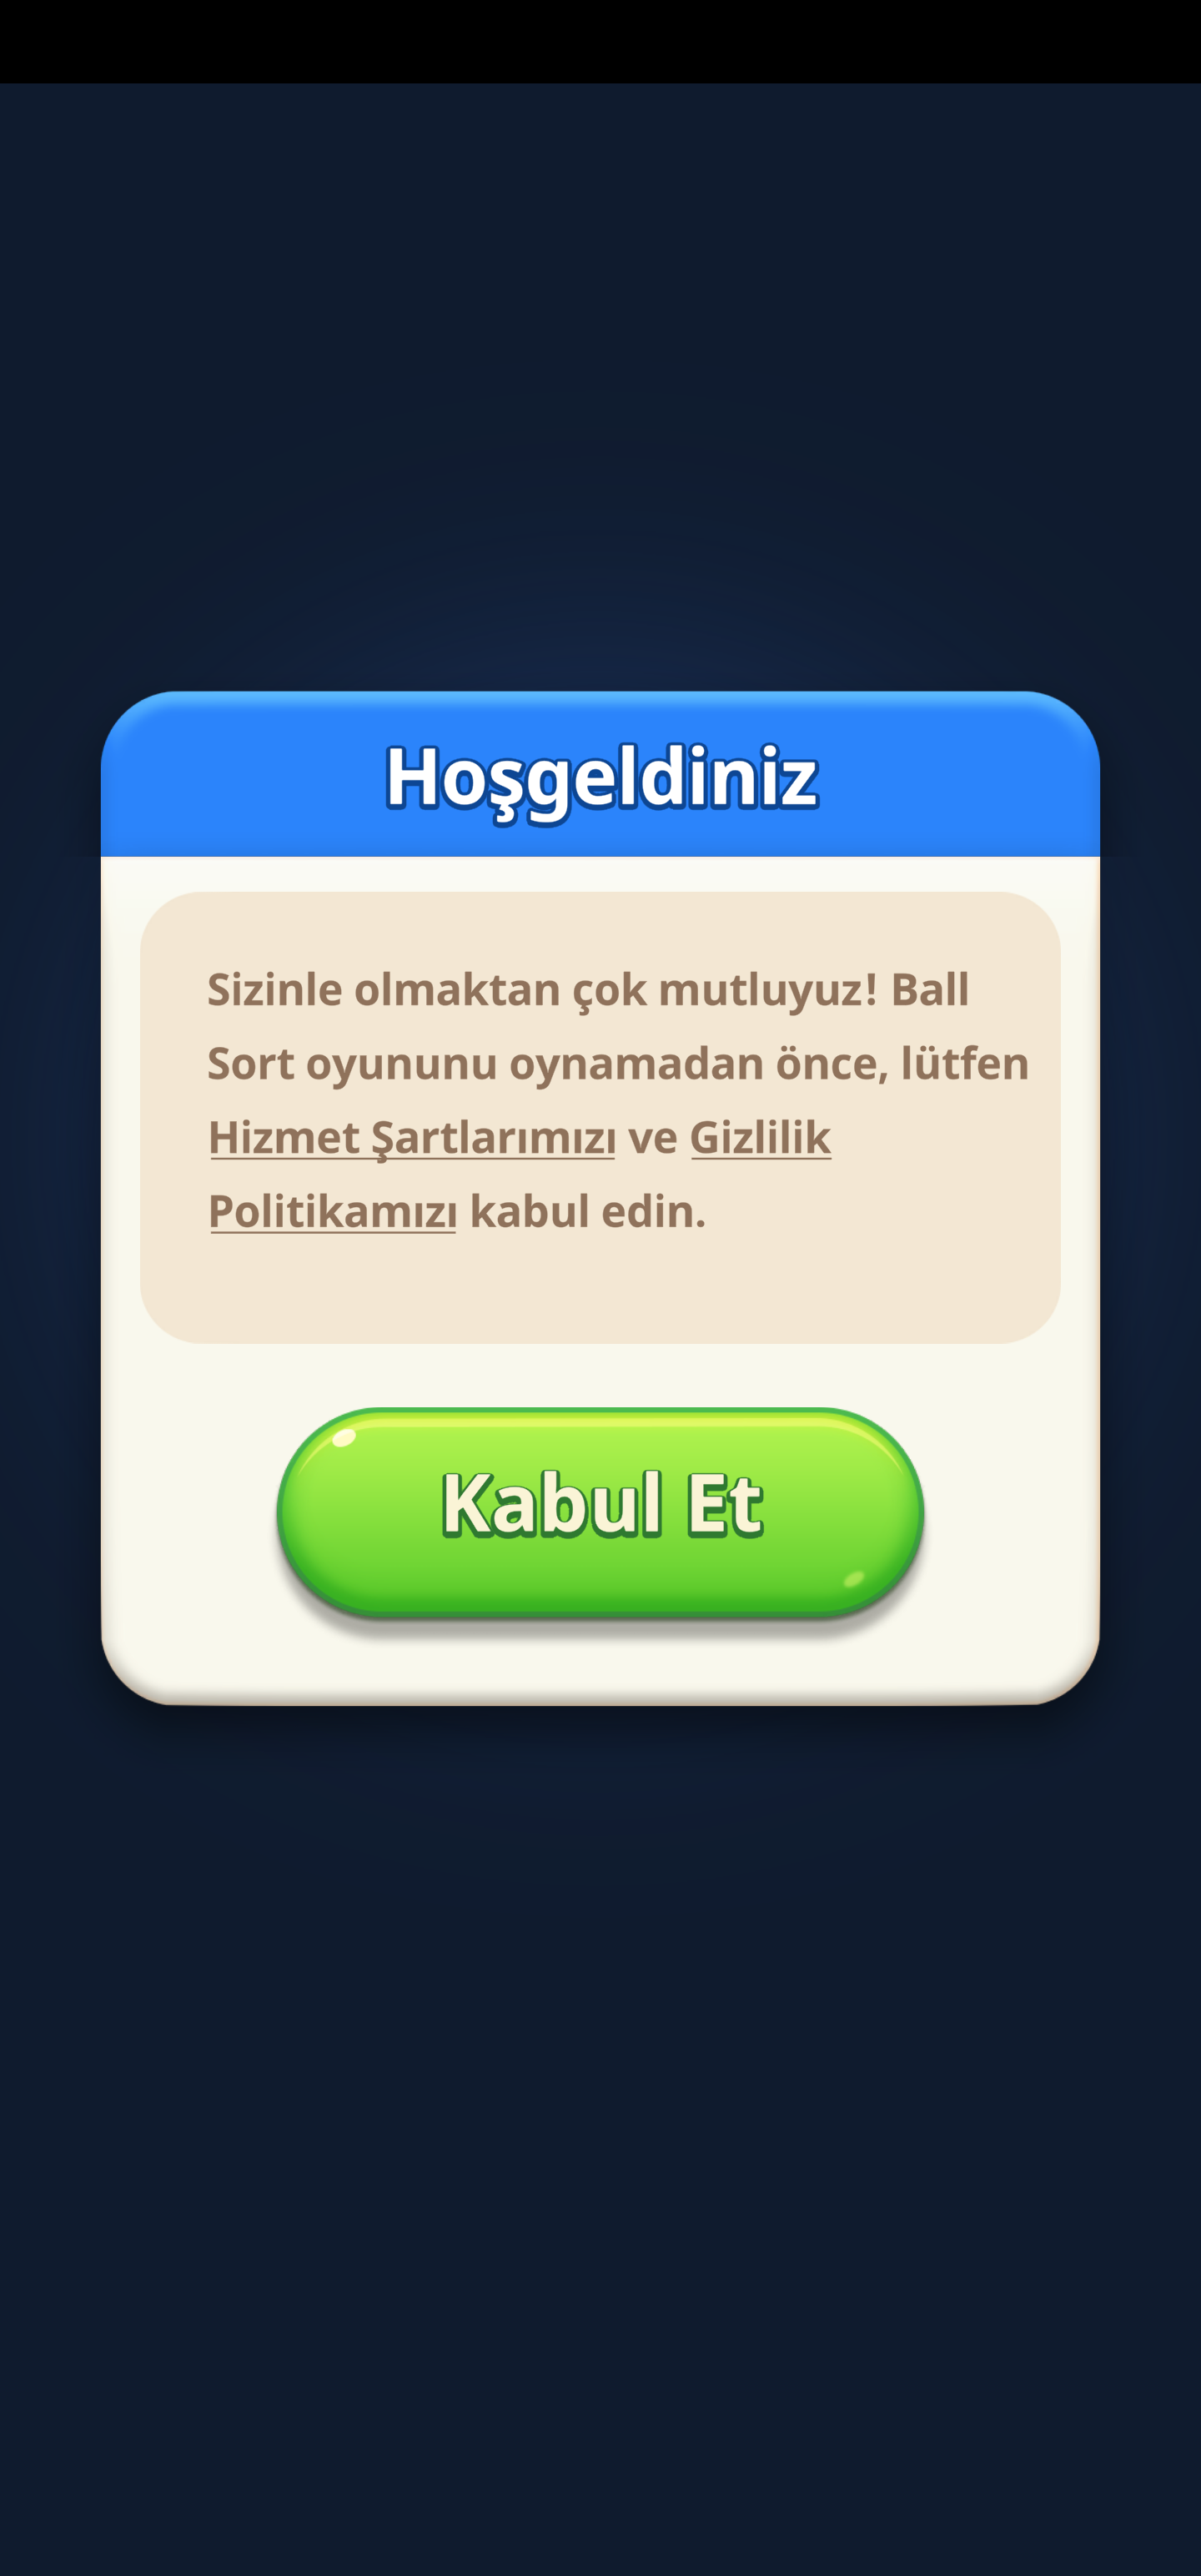 Hoşgeldiniz
Sizinle olmaktan çok mutluyuz! Ball
Sort oyununu oynamadan önce, lütfen
Hizmet Şartlarımızı ve Gizlilik
Politikamızı kabul edin.
Kabul Et